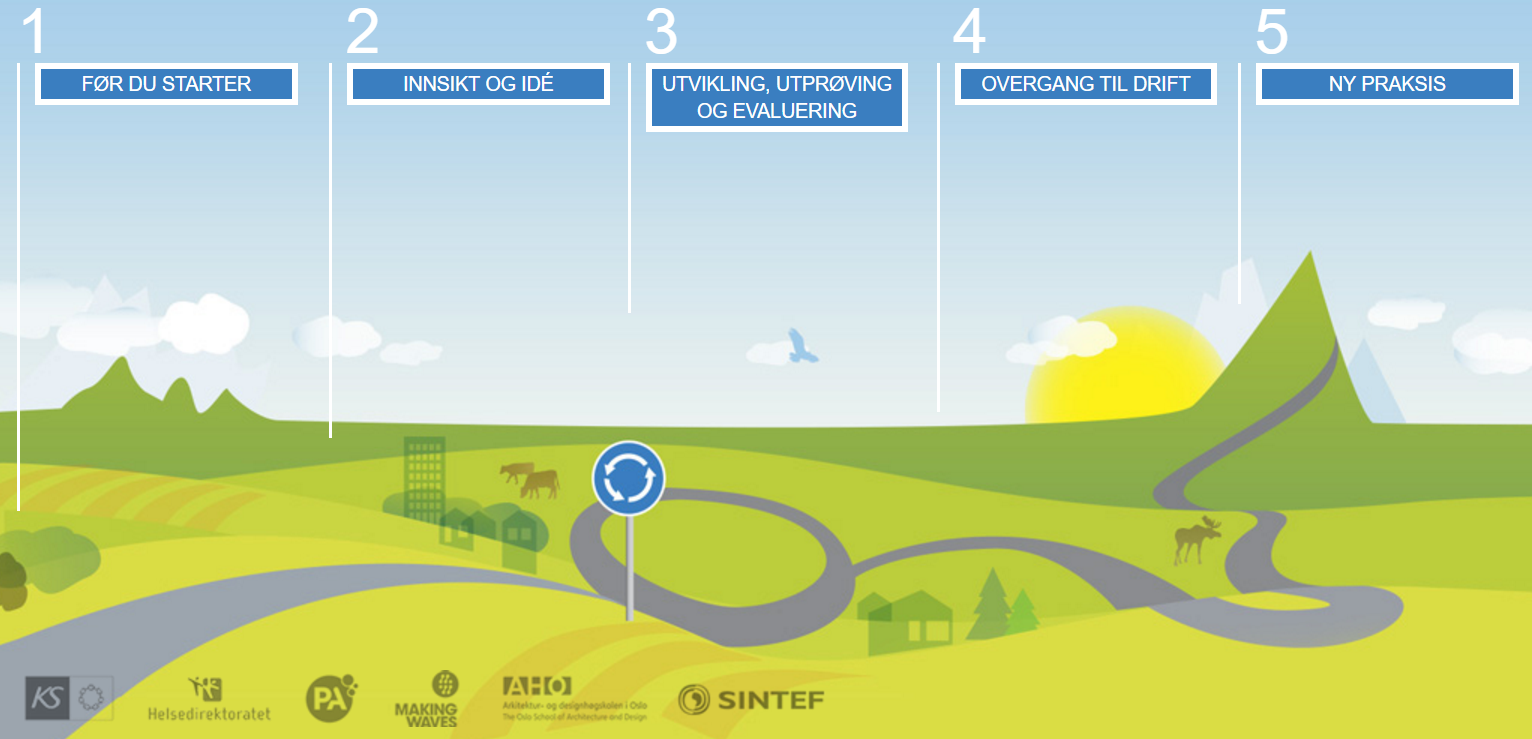 1
FØR DU STARTER
2
INNSIKT OG IDÉ
3
UTVIKLING, UTPRØVING
OG EVALUERING
4
OVERGANG TIL DRIFT
5
NY PRAKSIS
KS
Helsedirektoratet
PA
MAKING
WAVES
AHO
Arkitektur- og designhøgskolen i Oslo
The Oslo School of Architecture and Design
SINTEF